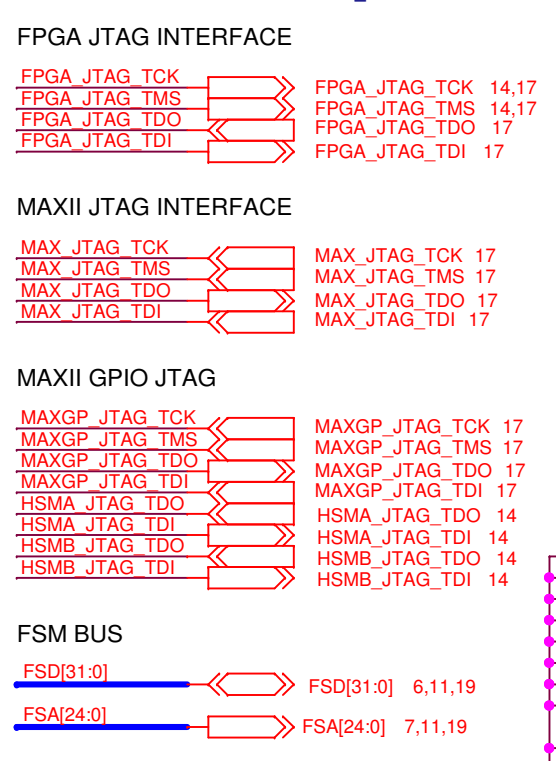 FPGA JTAG INTERFACE
FPGA_JTAG_TCK FPGA_JTAG_TCK 14,17
FPGA_JTAG_TMS FPGA_JTAG_TMS 14,17
FPGA_JTAG_TDO FPGA_JTAG_TDO 17
FPGA_JTAG_TDI FPGA_JTAG_TDI 17
MAXII JTAG INTERFACE
MAX_JTAG_TCK MAX_JTAG_TCK 17
MAX_JTAG_TMS MAX_JTAG_TMS 17
MAX_JTAG_TDO MAX_JTAG_TDO 17
MAX_JTAG_TDI MAX_JTAG_TDI 17
MAXII GPIO JTAG
MAXGP_JTAG_TCK MAXGP_JTAG_TCK 17
MAXGP_JTAG_TMS MAXGP_JTAG_TMS 17
MAXGP_JTAG_TDO MAXGP_JTAG_TDO 17
MAXGP_JTAG_TDI MAXGP_JTAG_TDI 17
HSMA_JTAG_TDO HSMA_JTAG_TDO 14
HSMA_JTAG_TDI HSMA_JTAG_TDI 14
HSMB_JTAG_TDO HSMB_JTAG_TDO 14
HSMB_JTAG_TDI HSMB_JTAG_TDI 14
FSM BUS
FSD[31:0] FSD[31:0] 6,11,19
FSA[24:0] FSA[24:0] 7,11,19